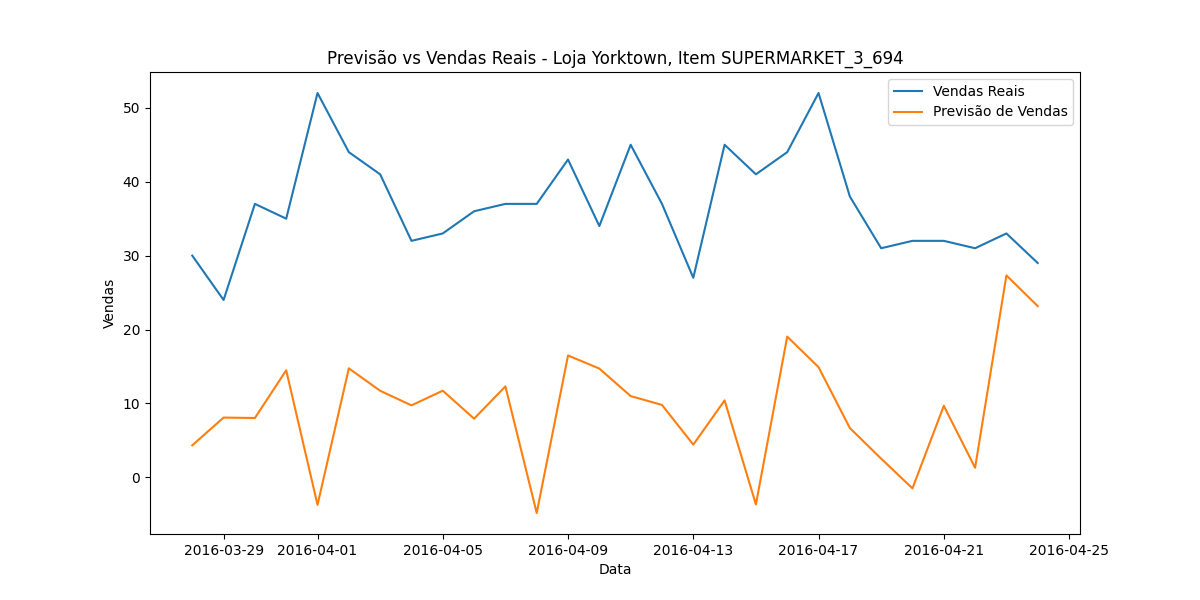 Previsão vs Vendas Reais - Loja Yorktown, Item SUPERMARKET_3_694
Vendas Reais
Previsão de Vendas
50
40
30
20
10
0
Vendas
2016-03-29 2016-04-01 2016-04-05 2016-04-09 2016-04-13 2016-04-17 2016-04-21 2016-04-25
Data